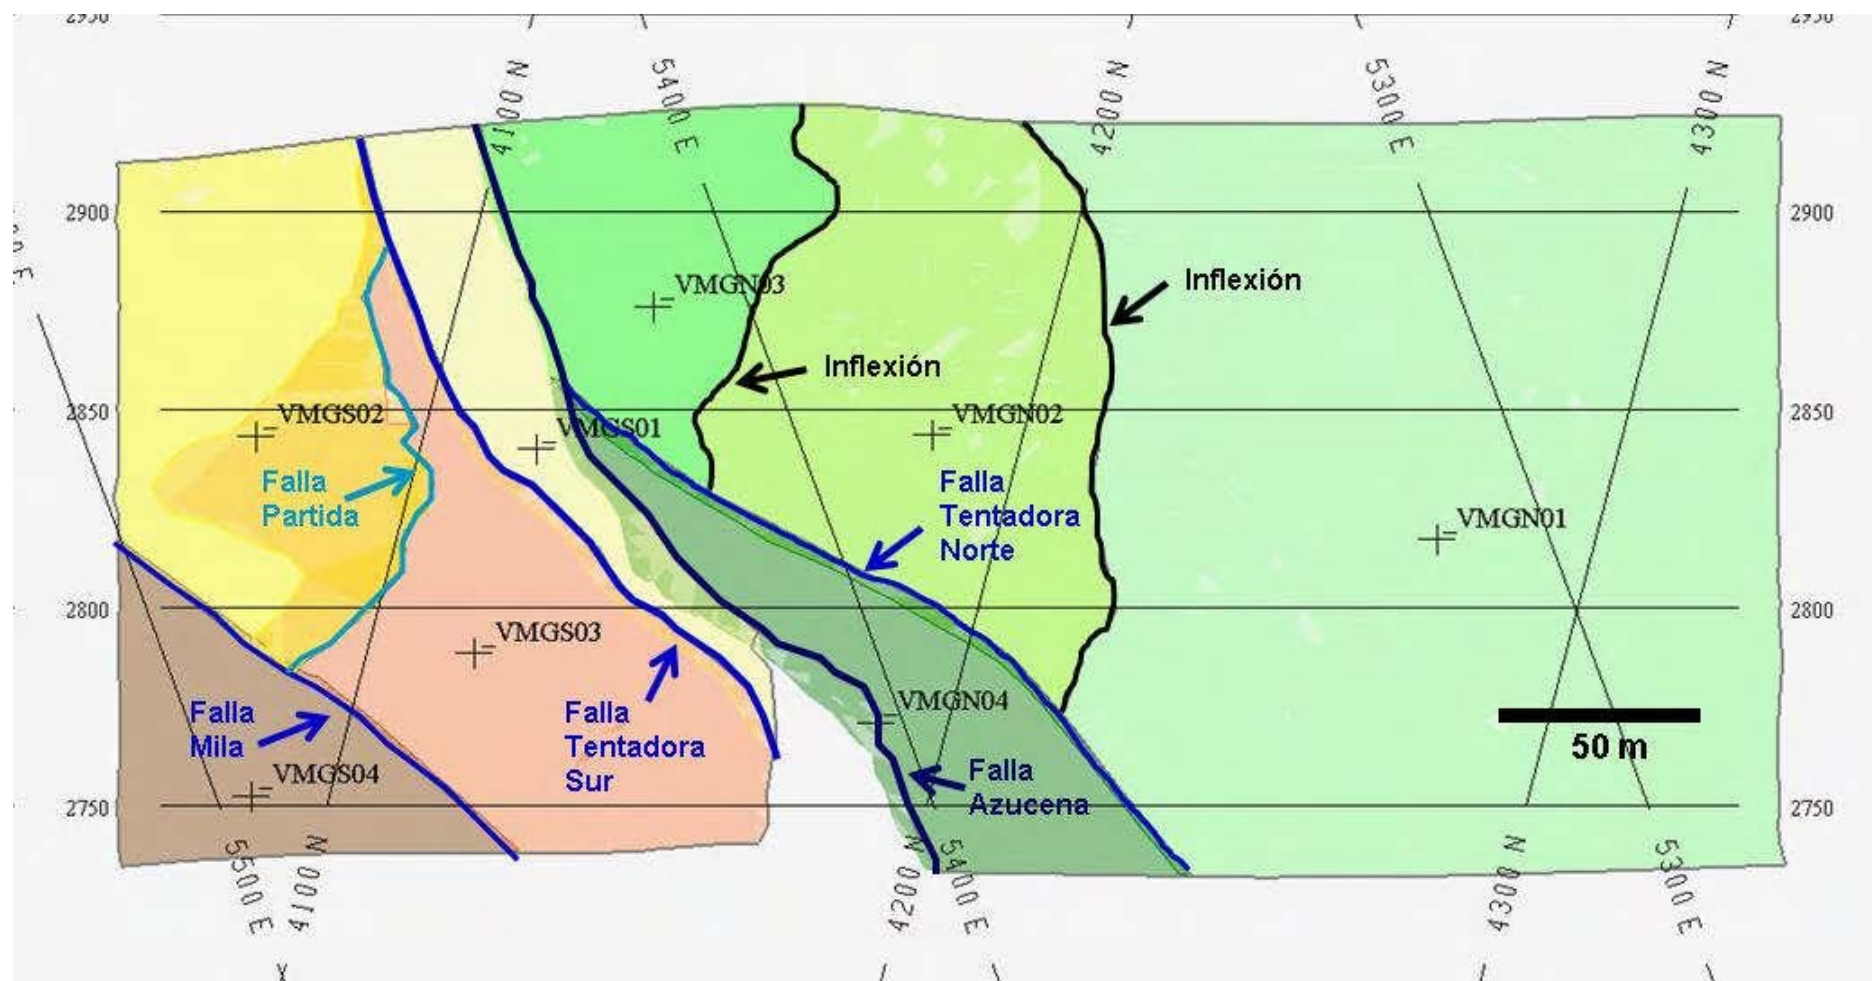 2950
2950
4100 N
5400 E
4200 N
5300 E
4300 N
2900
2900
VMGN03
Inflexión
Inflexión
2850
VMGS02
VMGS01
VMGN02
2850
Falla
Partida
Falla
Tentadora
Norte
VMGN01
2800
2800
VMGS03
Falla
Mila
Falla
Tentadora
Sur
VMGN04
50 m
VMGS04
Falla
Azucena
2750
2750
5500 E
4100 N
4200 N
5400 E
4300 N
5300 E